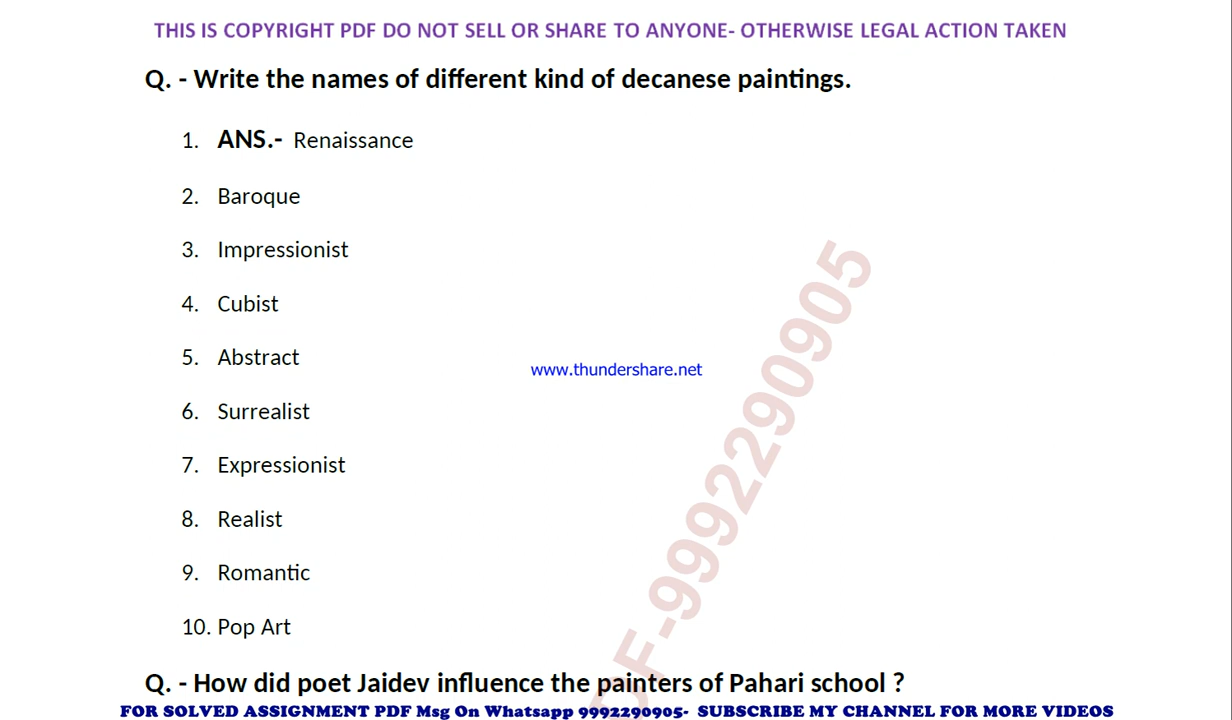 THIS IS COPYRIGHT PDF DO NOT SELL OR SHARE TO ANYONE- OTHERWISE LEGAL ACTION TAKEN
Q. - Write the names of different kind of decanese paintings.
1. ANS.- Renaissance
2. Baroque
3. Impressionist
4. Cubist
5. Abstract
www.thundershare.net
6. Surrealist
7. Expressionist
8. Realist
9. Romantic
10. Pop Art
DF-9992290905
Q. - How did poet Jaidev influence the painters of Pahari school ?
FOR SOLVED ASSIGNMENT PDF Msg On Whatsapp 9992290905- SUBSCRIBE MY CHANNEL FOR MORE VIDEOS